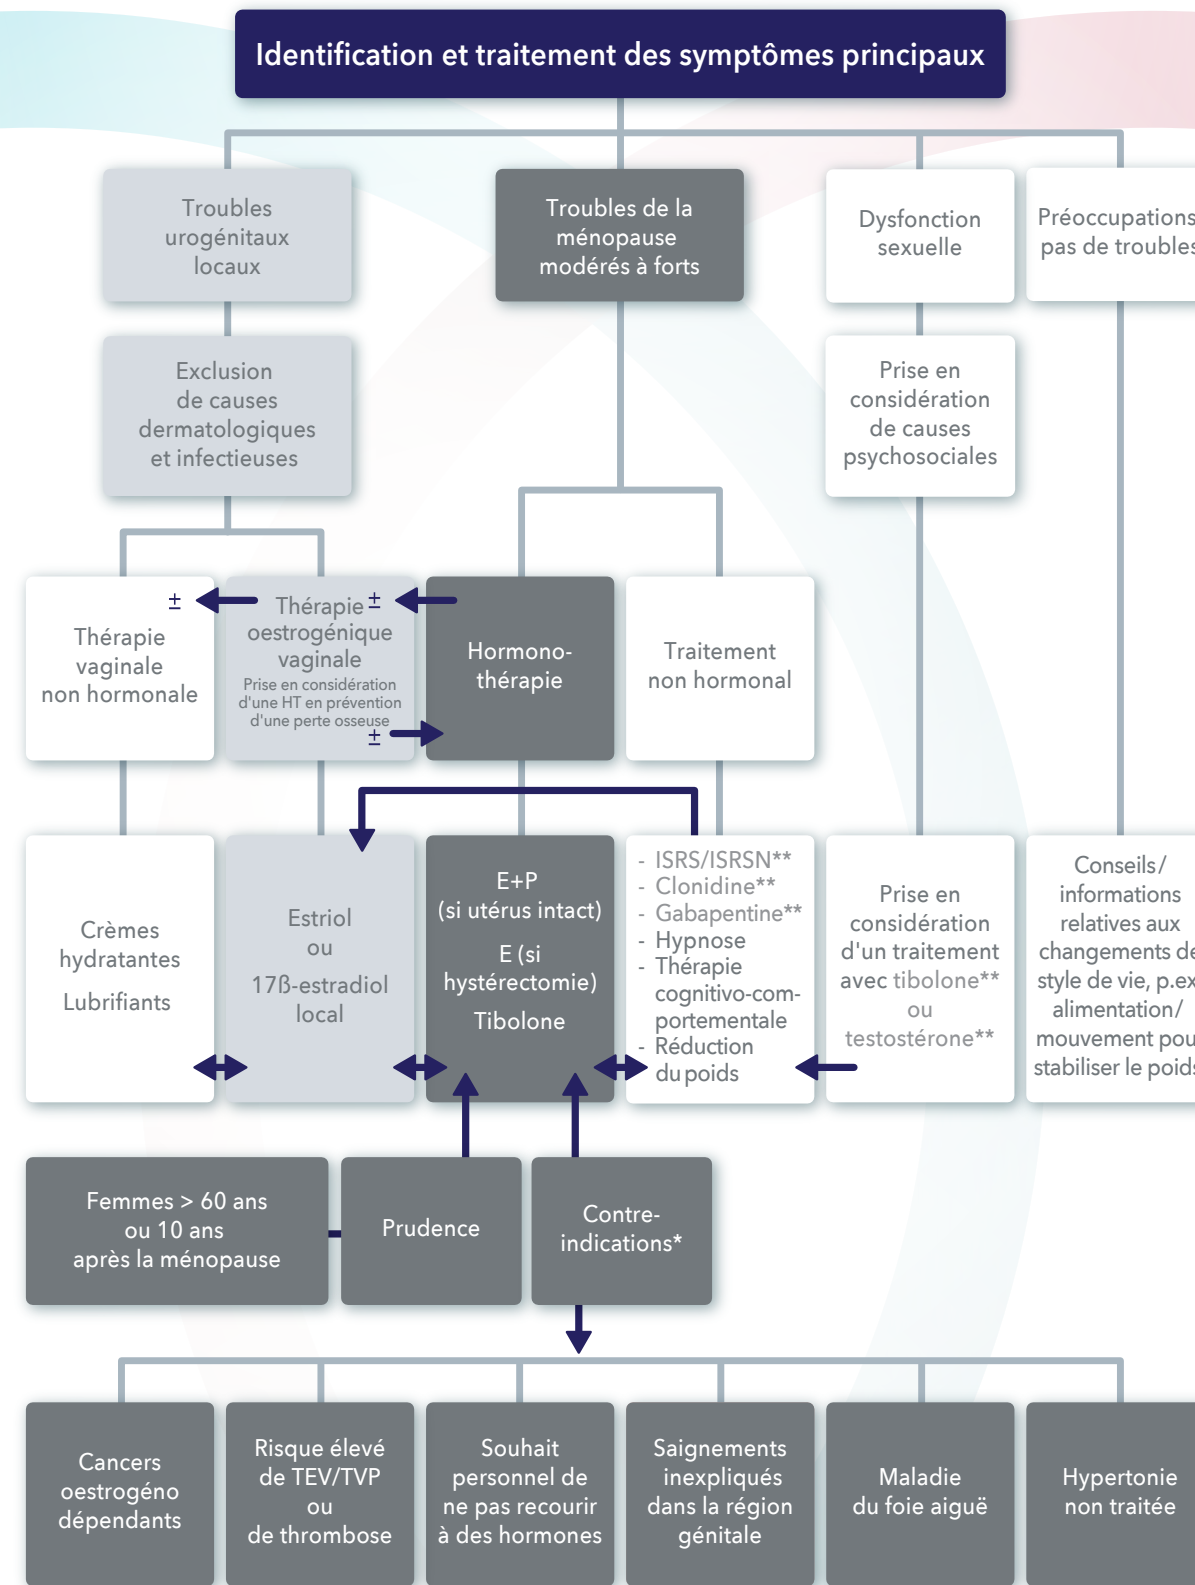 Identification et traitement des symptômes principaux
Troubles
urogénitaux
locaux
Troubles de la
ménopause
modérés à forts
Dysfonction
sexuelle
Préoccupations,
pas de troubles
Exclusion
de causes
dermatologiques
et infectieuses
Prise en
considération
de causes
psychosociales
±
Thérapie
vaginale
non hormonale
Thérapie ±
oestrogénique
vaginale
Prise en considération
d'une HT en prévention
d'une perte osseuse
±
Hormono-
thérapie
Traitement
non hormonal
Crèmes
hydratantes
Lubrifiants
Estriol
ou
17ß-estradiol
local
E+P
(si utérus intact)
E (si
hystérectomie)
Tibolone
- ISRS/ISRSN**
- Clonidine**
- Gabapentine**
- Hypnose
- Thérapie
cognitivo-com-
portementale
- Réduction
du poids
Prise en
considération
d'un traitement
avec tibolone**
ou
testostérone**
Conseils/
informations
relatives aux
changements de
style de vie, p.ex.
alimentation/
mouvement pour
stabiliser le poids
Femmes > 60 ans
ou 10 ans
après la ménopause
Prudence
Contre-
indications*
Cancers
oestrogéno
dépendants
Risque élevé
de TEV/TVP
ou
de thrombose
Souhait
personnel de
ne pas recourir
à des hormones
Saignements
inexpliqués
dans la région
génitale
Maladie
du foie aiguë
Hypertonie
non traitée